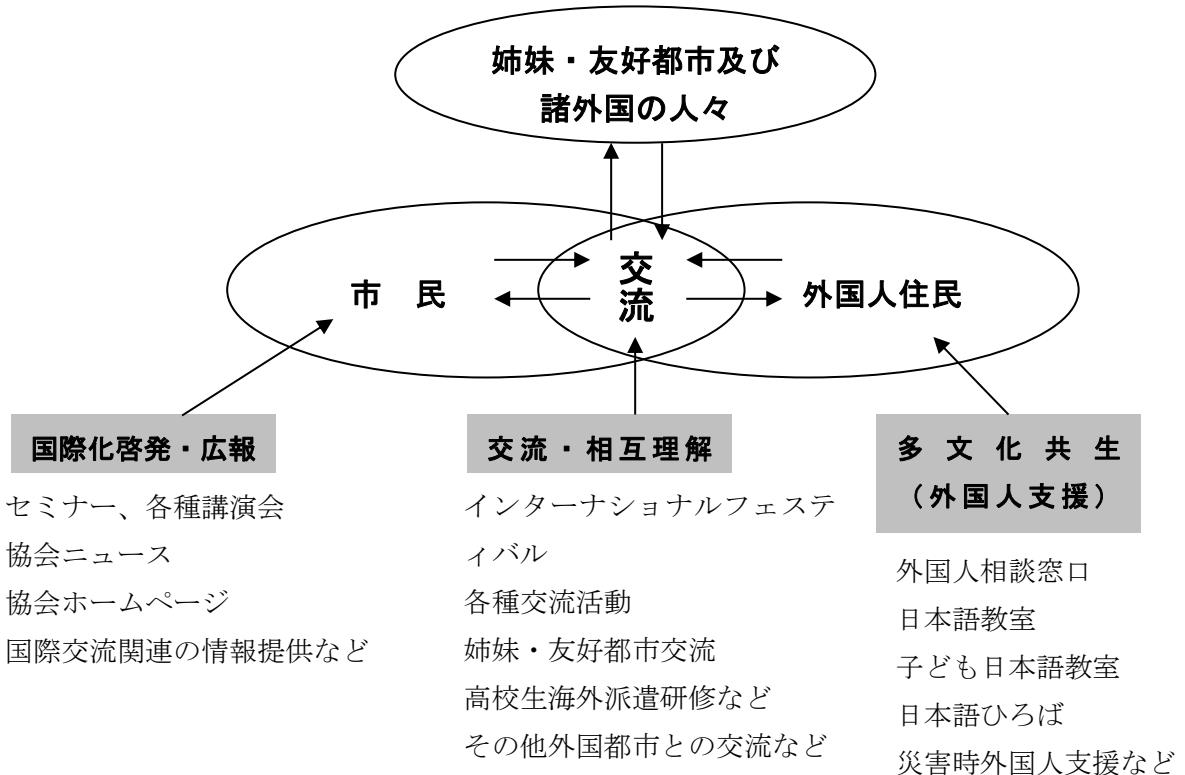 姉妹・友好都市及び
諸外国の人々
市　民
交
流
外国人住民
国際化啓発・広報
セミナー、各種講演会
協会ニュース
協会ホームページ
国際交流関連の情報提供など
交流・相互理解
インターナショナルフェステ
ィバル
各種交流活動
姉妹・友好都市交流
高校生海外派遣研修など
その他外国都市との交流など
多文化共生
（外国人支援）
外国人相談窓口
日本語教室
子ども日本語教室
日本語ひろば
災害時外国人支援など